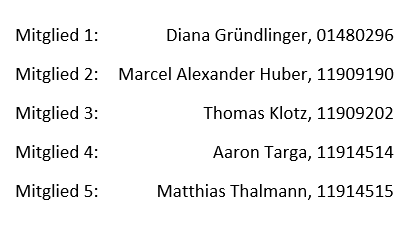 Mitglied 1: Diana Gründlinger, 01480296
Mitglied 2: Marcel Alexander Huber, 11909190
Mitglied 3: Thomas Klotz, 11909202
Mitglied 4: Aaron Targa, 11914514
Mitglied 5: Matthias Thalmann, 11914515